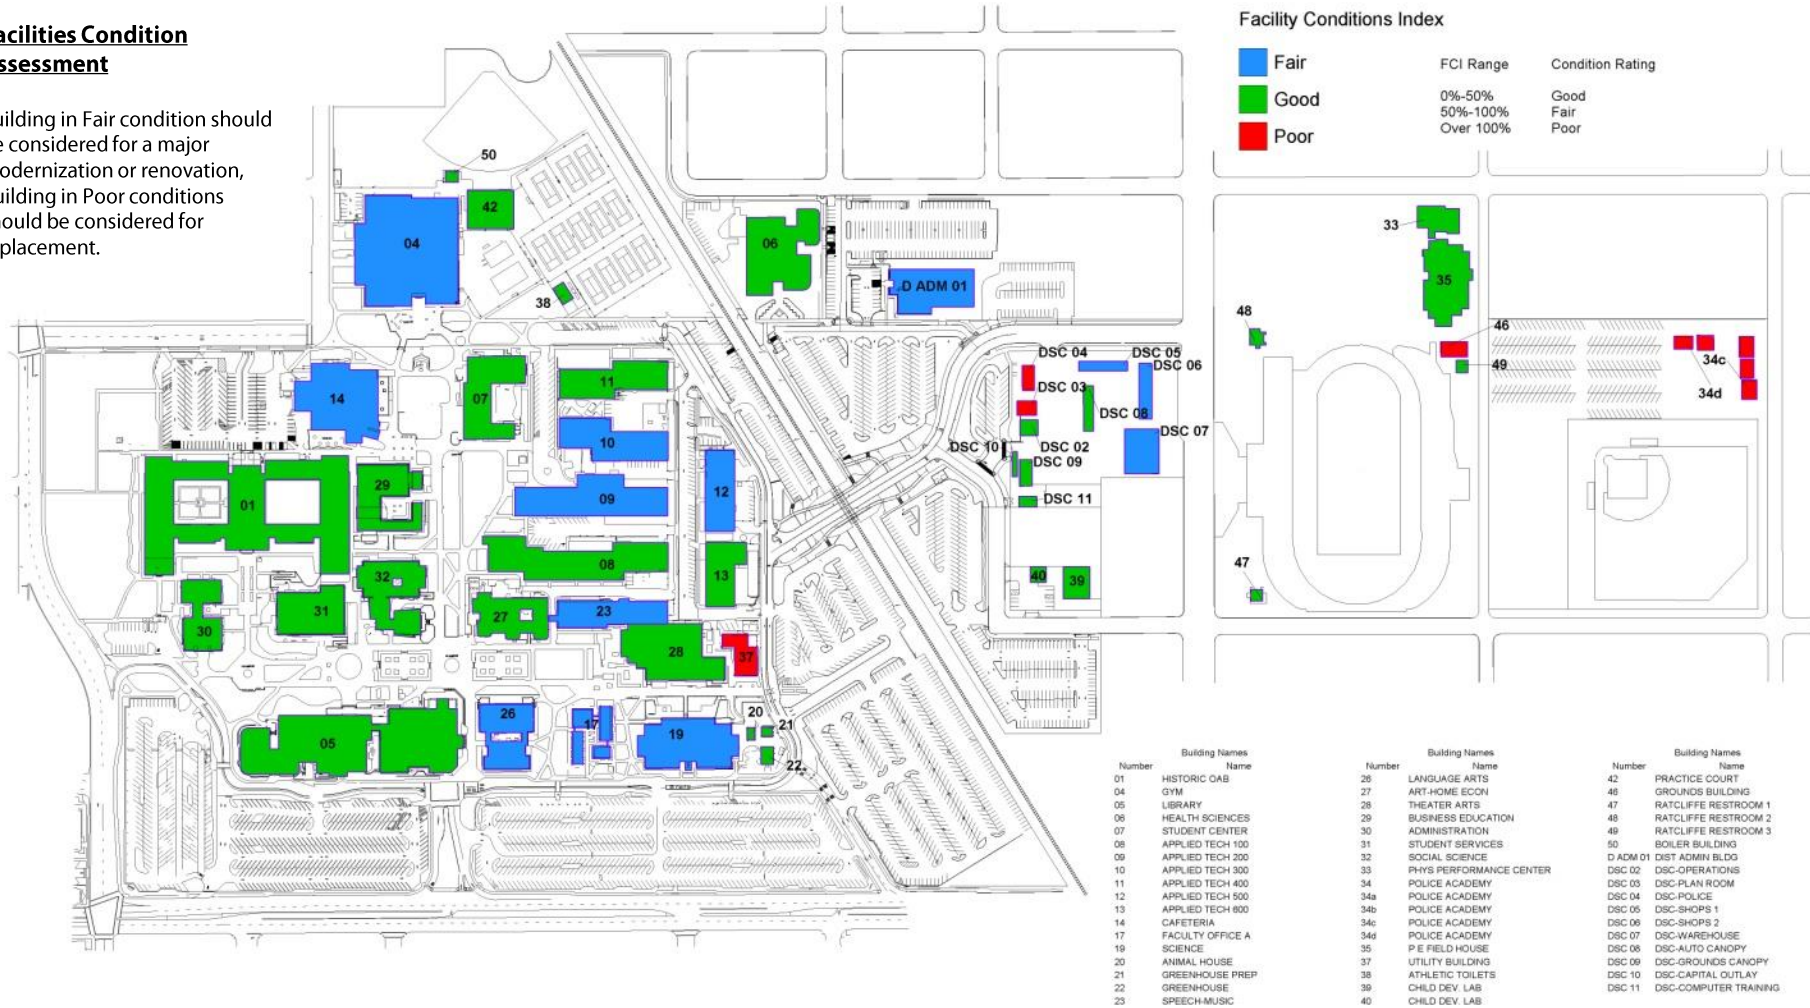 acilities Condition
ssessment
uilding in Fair condition should
e considered for a major
odernization or renovation,
uilding in Poor conditions
hould be considered for
placement.
Facility Conditions Index
Fair
Good
Poor
FCI Range Condition Rating
0%-50% Good
50%-100% Fair
Over 100% Poor
50
42
04
38
06
D ADM 01
33
35
48
46
49
34c
34d
47
DSC 04
DSC 05
DSC 06
DSC 03
DSC 08
DSC 07
DSC 10
DSC 02
DSC 09
DSC 11
40
39
14
07
11
10
09
12
01
29
08
13
32
31
30
27
23
28
37
05
26
17
19
20
21
22
Building Names
Number Name
01 HISTORIC OAB
04 GYM
05 LIBRARY
06 HEALTH SCIENCES
07 STUDENT CENTER
08 APPLIED TECH 100
09 APPLIED TECH 200
10 APPLIED TECH 300
11 APPLIED TECH 400
12 APPLIED TECH 500
13 APPLIED TECH 600
14 CAFETERIA
17 FACULTY OFFICE A
19 SCIENCE
20 ANIMAL HOUSE
21 GREENHOUSE PREP
22 GREENHOUSE
23 SPEECH-MUSIC
Building Names
Number Name
26 LANGUAGE ARTS
27 ART-HOME ECON
28 THEATER ARTS
29 BUSINESS EDUCATION
30 ADMINISTRATION
31 STUDENT SERVICES
32 SOCIAL SCIENCE
33 PHYS PERFORMANCE CENTER
34 POLICE ACADEMY
34a POLICE ACADEMY
34b POLICE ACADEMY
34c POLICE ACADEMY
34d POLICE ACADEMY
35 P E FIELD HOUSE
37 UTILITY BUILDING
38 ATHLETIC TOILETS
39 CHILD DEV. LAB
40 CHILD DEV. LAB
Building Names
Number Name
42 PRACTICE COURT
46 GROUNDS BUILDING
47 RATCLIFFE RESTROOM 1
48 RATCLIFFE RESTROOM 2
49 RATCLIFFE RESTROOM 3
50 BOILER BUILDING
D ADM 01 DIST ADMIN BLDG
DSC 02 DSC-OPERATIONS
DSC 03 DSC-PLAN ROOM
DSC 04 DSC-POLICE
DSC 05 DSC-SHOPS 1
DSC 06 DSC-SHOPS 2
DSC 07 DSC-WAREHOUSE
DSC 08 DSC-AUTO CANOPY
DSC 09 DSC-GROUNDS CANOPY
DSC 10 DSC-CAPITAL OUTLAY
DSC 11 DSC-COMPUTER TRAINING